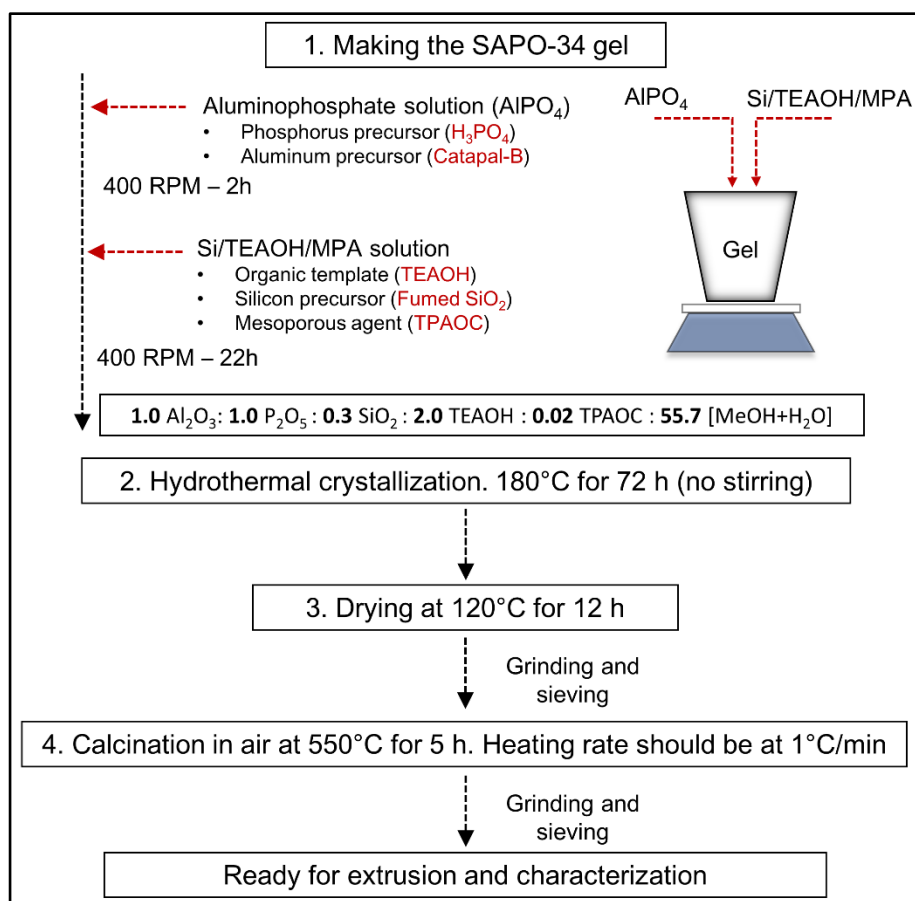 1. Making the SAPO-34 gel
Aluminophosphate solution (AlPO₄)
• Phosphorus precursor (H₃PO₄)
• Aluminum precursor (Catapal-B)
400 RPM – 2h
Si/TEAOH/MPA solution
• Organic template (TEAOH)
• Silicon precursor (Fumed SiO₂)
• Mesoporous agent (TPAOC)
400 RPM – 22h
AlPO₄
Si/TEAOH/MPA
Gel
1.0 Al₂O₃: 1.0 P₂O₅ : 0.3 SiO₂ : 2.0 TEAOH : 0.02 TPAOC : 55.7 [MeOH+H₂O]
2. Hydrothermal crystallization. 180°C for 72 h (no stirring)
3. Drying at 120°C for 12 h
Grinding and
sieving
4. Calcination in air at 550°C for 5 h. Heating rate should be at 1°C/min
Grinding and
sieving
Ready for extrusion and characterization